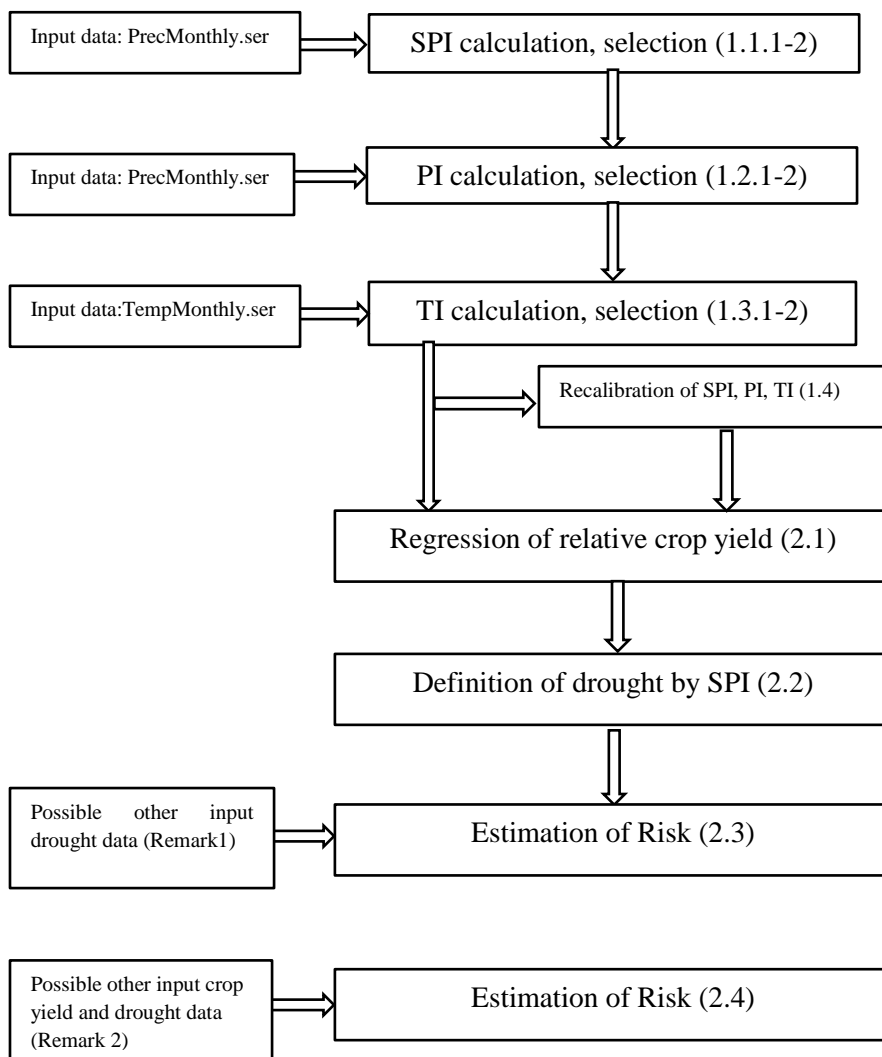 Input data: PrecMonthly.ser
SPI calculation, selection (1.1.1-2)
Input data: PrecMonthly.ser
PI calculation, selection (1.2.1-2)
Input data:TempMonthly.ser
TI calculation, selection (1.3.1-2)
Recalibration of SPI, PI, TI (1.4)
Regression of relative crop yield (2.1)
Definition of drought by SPI (2.2)
Possible other input
drought data (Remark1)
Estimation of Risk (2.3)
Possible other input crop
yield and drought data
(Remark 2)
Estimation of Risk (2.4)